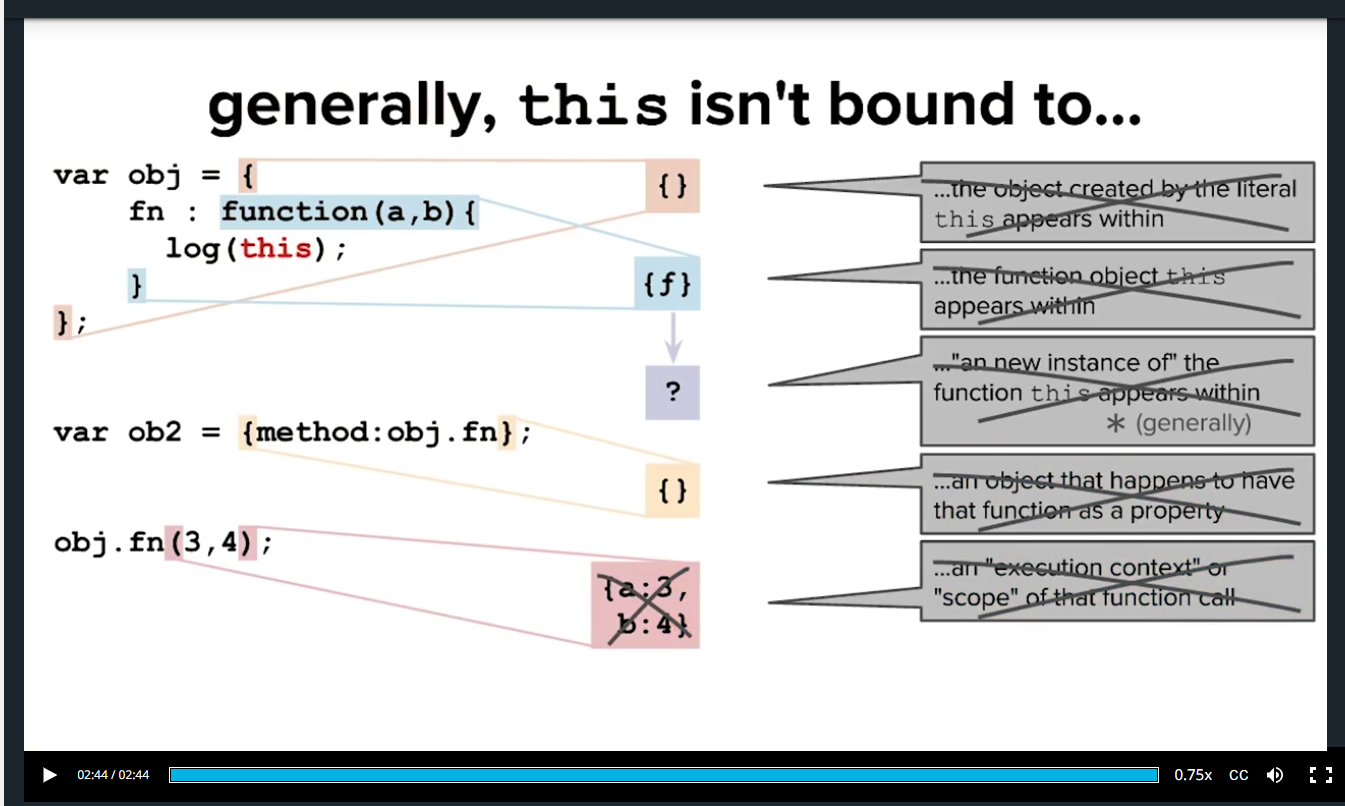 generally, this isn't bound to...
var obj = {
fn : function(a,b){
log(this);
}
};
{}
{f}
?
var ob2 = {method:obj.fn};
{}
obj.fn(3,4);
{a:3,
b:4}
...the object created by the literal
this appears within
...the function object this
appears within
..."an new instance of" the
function this appears within
* (generally)
...an object that happens to have
that function as a property
...an "execution context" or
"scope" of that function call
02:44 / 02:44
0.75x
CC